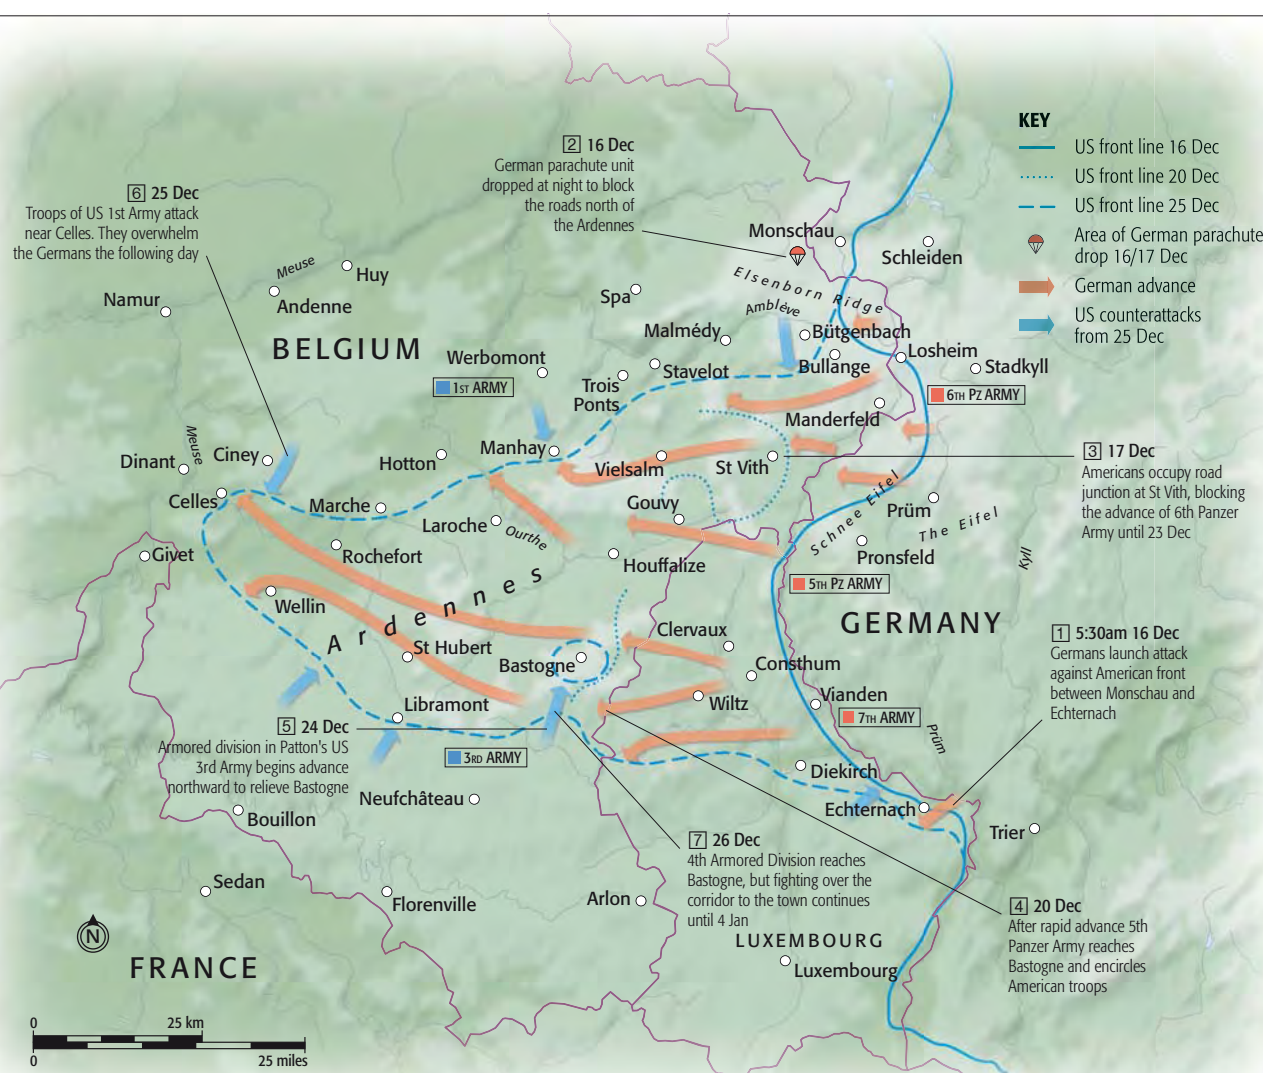 KEY
US front line 16 Dec
US front line 20 Dec
US front line 25 Dec
Area of German parachute
drop 16/17 Dec
German advance
US counterattacks
from 25 Dec
2 16 Dec
German parachute unit
dropped at night to block
the roads north of
the Ardennes
6 25 Dec
Troops of US 1st Army attack
near Celles. They overwhelm
the Germans the following day
Monschau
Schleiden
Elsenborn Ridge
Meuse
Huy
Andenne
Namur
Spa
Amblève
Malmédy
Bütgenbach
BELGIUM
Werbomont
1ST ARMY
Trois
Ponts
Stavelot
Bullange
Losheim
Stadkyll
6TH PZ ARMY
Manderfeld
Meuse
Dinant
Ciney
Hotton
Manhay
Vielsalm
St Vith
3 17 Dec
Americans occupy road
junction at St Vith, blocking
the advance of 6th Panzer
Army until 23 Dec
Celles
Marche
Laroche
Ourthe
Gouvy
Schnee Eifel
Prüm
The Eifel
Pronsfeld
Kyll
Givet
Rochefort
Houffalize
5TH PZ ARMY
GERMANY
Wellin
Ardennes
St Hubert
Bastogne
Clervaux
Consthum
Wiltz
Vianden
7TH ARMY
Prüm
1 5:30am 16 Dec
Germans launch attack
against American front
between Monschau and
Echternach
Libramont
5 24 Dec
Armored division in Patton's US
3rd Army begins advance
northward to relieve Bastogne
3RD ARMY
Neufchâteau
Diekirch
Echternach
Bouillon
Trier
7 26 Dec
4th Armored Division reaches
Bastogne, but fighting over the
corridor to the town continues
until 4 Jan
Sedan
Florenville
Arlon
4 20 Dec
After rapid advance 5th
Panzer Army reaches
Bastogne and encircles
American troops
LUXEMBOURG
Luxembourg
N
FRANCE
0 25 km
0 25 miles